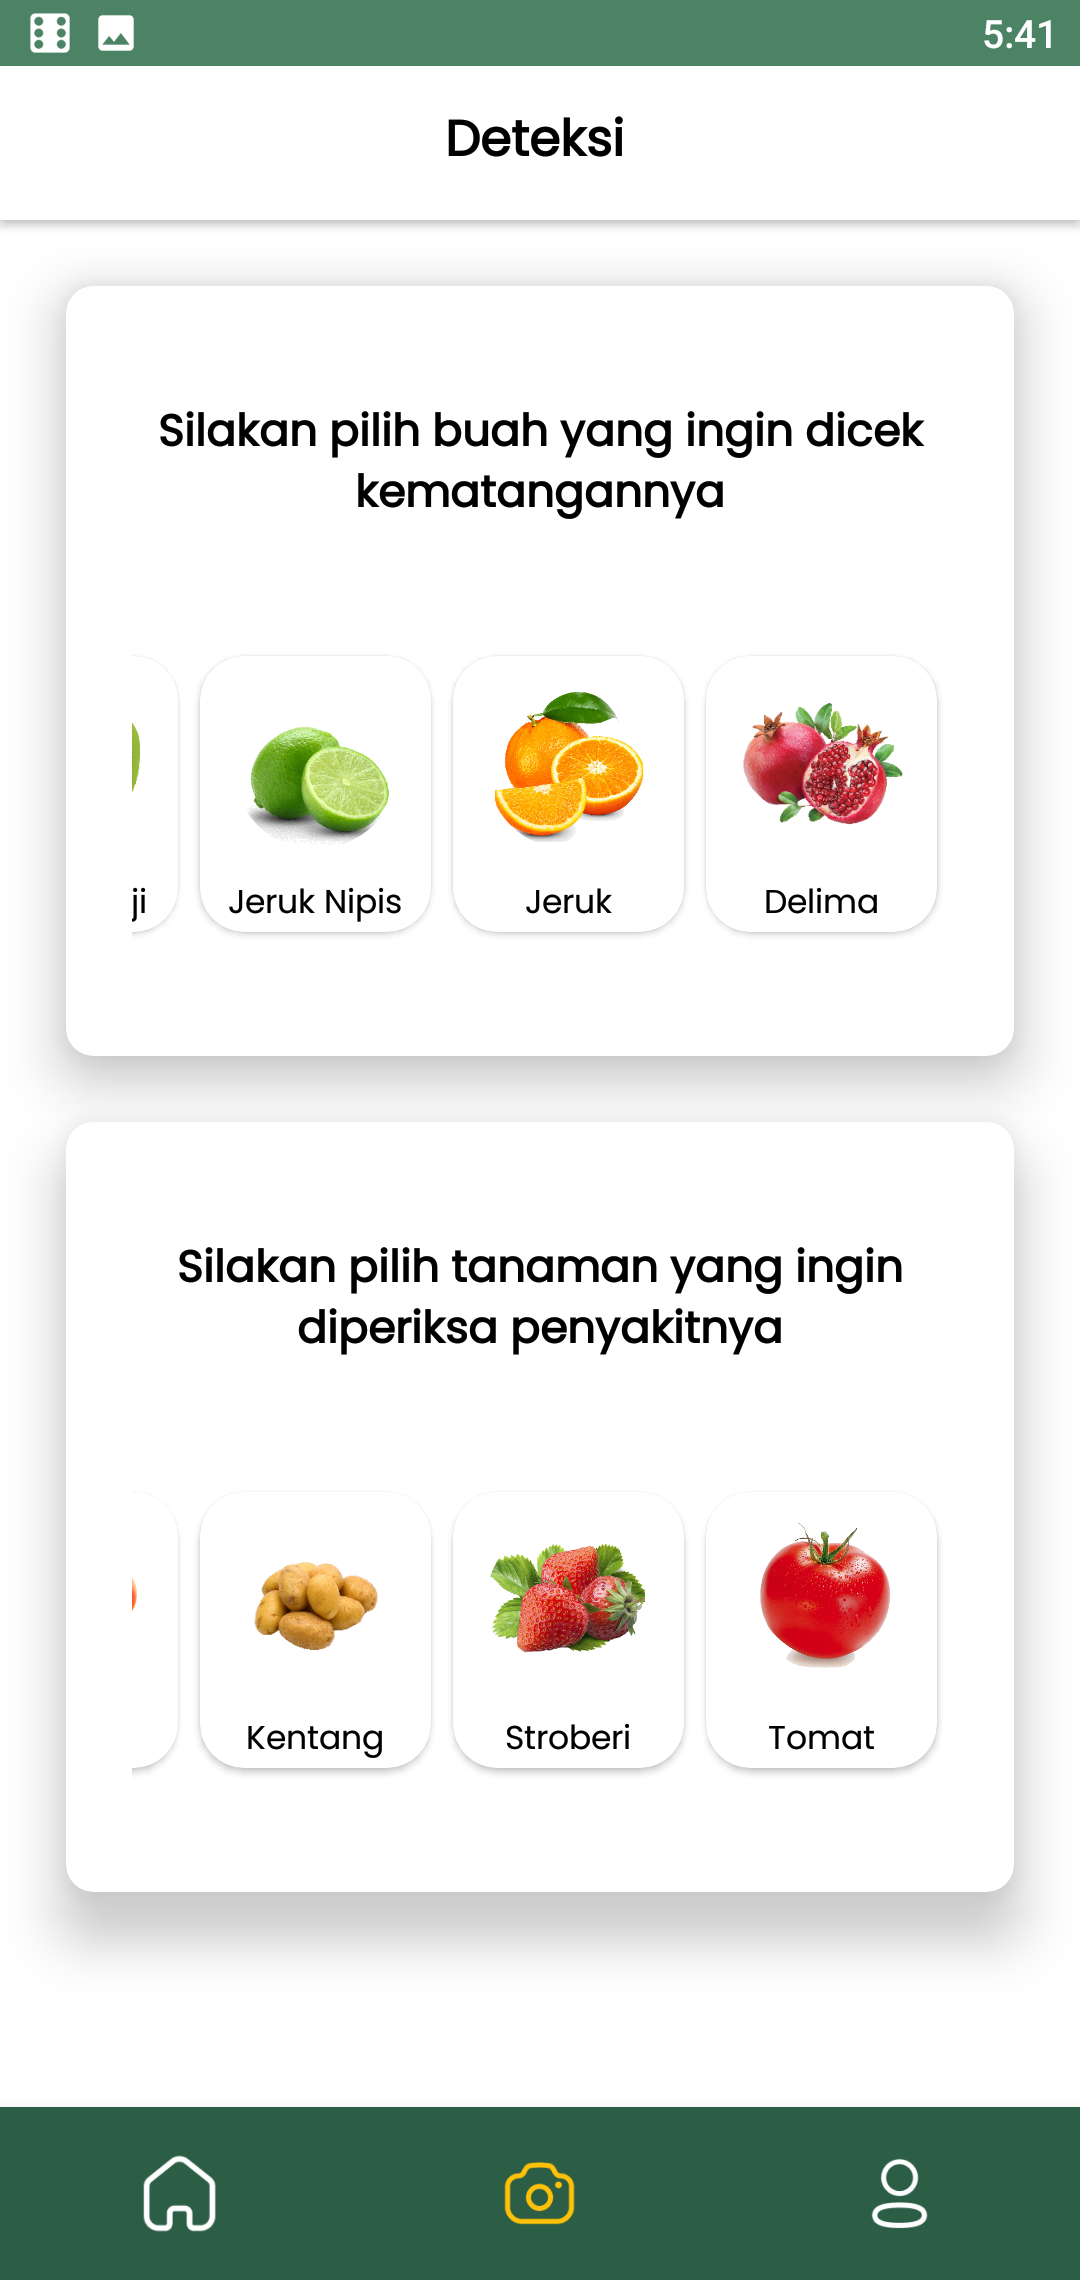 5:41
Deteksi
Silakan pilih buah yang ingin dicek
kematangannya
ji
Jeruk Nipis
Jeruk
Delima
Silakan pilih tanaman yang ingin
diperiksa penyakitnya
Kentang
Stroberi
Tomat